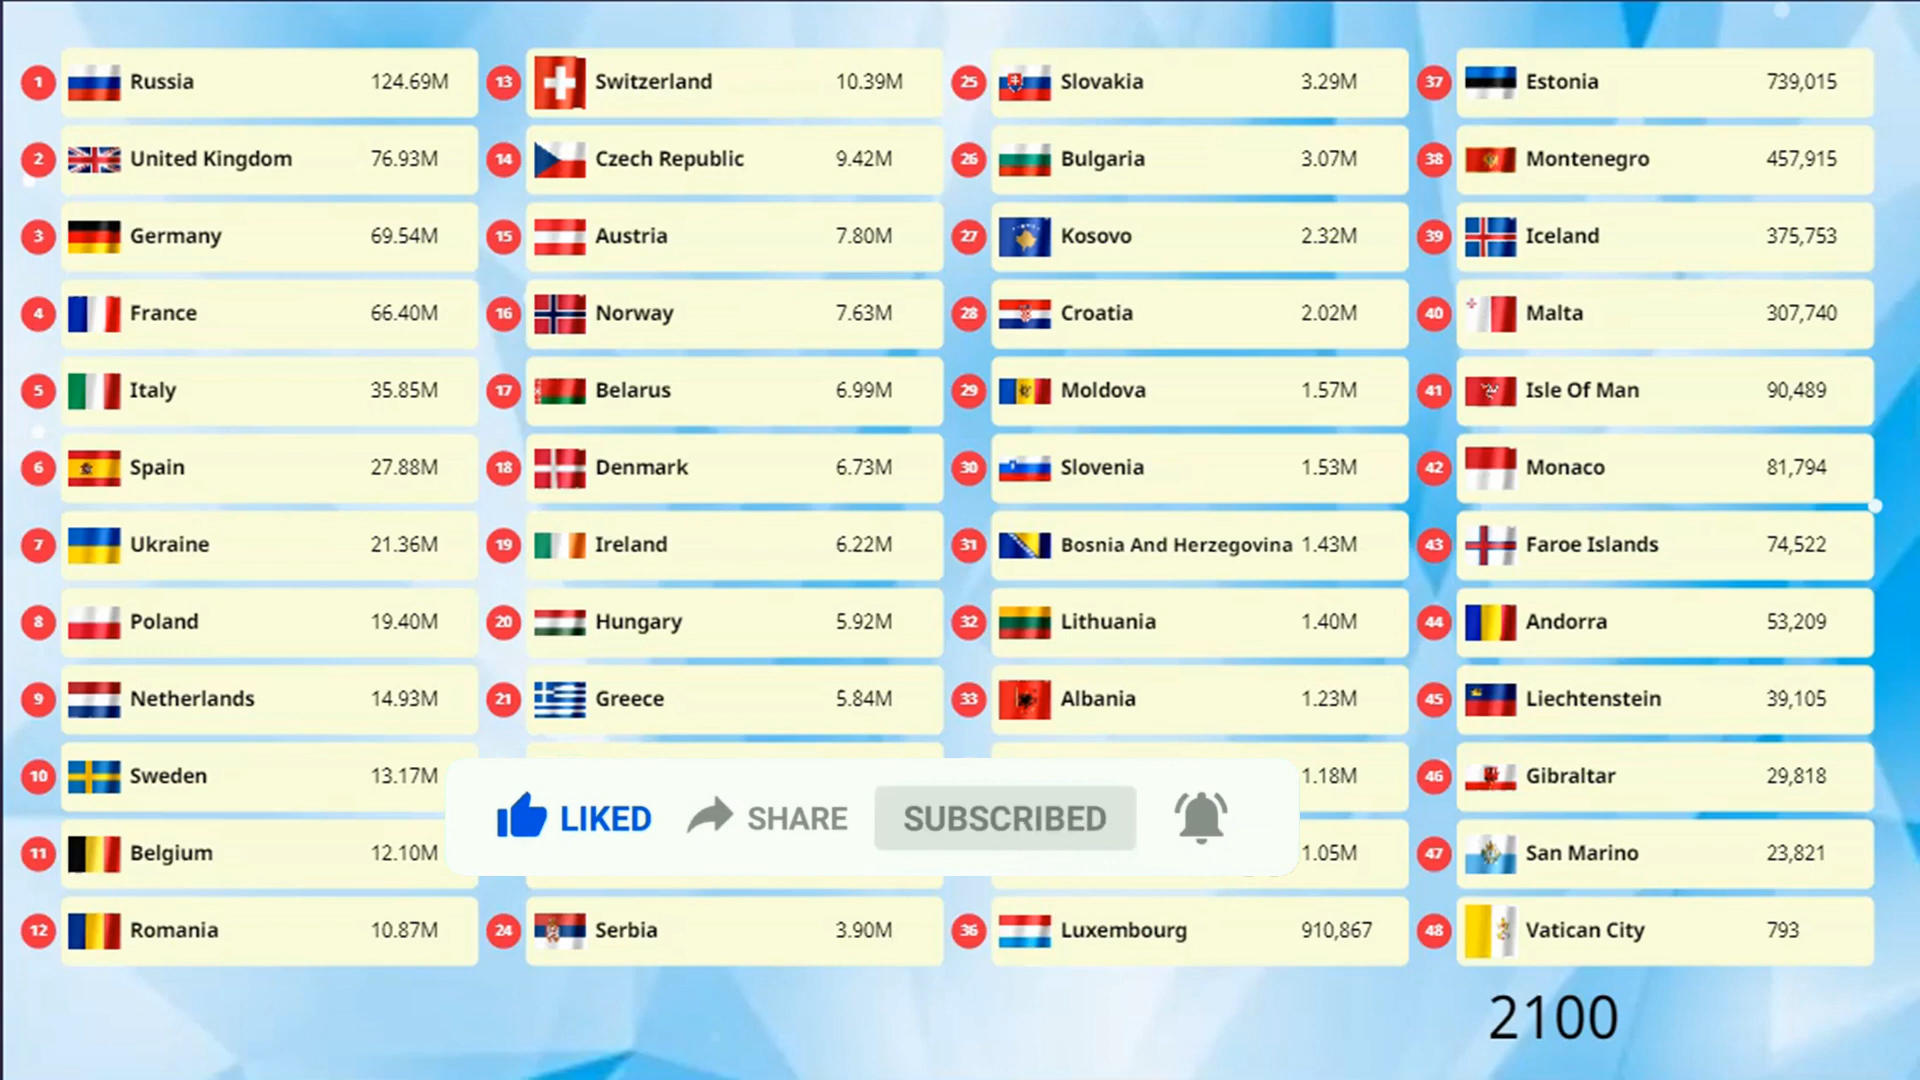 1 Russia 124.69M
2 United Kingdom 76.93M
3 Germany 69.54M
4 France 66.40M
5 Italy 35.85M
6 Spain 27.88M
7 Ukraine 21.36M
8 Poland 19.40M
9 Netherlands 14.93M
10 Sweden 13.17M
11 Belgium 12.10M
12 Romania 10.87M
13 Switzerland 10.39M
14 Czech Republic 9.42M
15 Austria 7.80M
16 Norway 7.63M
17 Belarus 6.99M
18 Denmark 6.73M
19 Ireland 6.22M
20 Hungary 5.92M
21 Greece 5.84M
24 Serbia 3.90M
25 Slovakia 3.29M
26 Bulgaria 3.07M
27 Kosovo 2.32M
28 Croatia 2.02M
29 Moldova 1.57M
30 Slovenia 1.53M
31 Bosnia And Herzegovina 1.43M
32 Lithuania 1.40M
33 Albania 1.23M
1.18M
1.05M
36 Luxembourg 910,867
37 Estonia 739,015
38 Montenegro 457,915
39 Iceland 375,753
40 Malta 307,740
41 Isle Of Man 90,489
42 Monaco 81,794
43 Faroe Islands 74,522
44 Andorra 53,209
45 Liechtenstein 39,105
46 Gibraltar 29,818
47 San Marino 23,821
48 Vatican City 793
LIKED SHARE SUBSCRIBED
2100